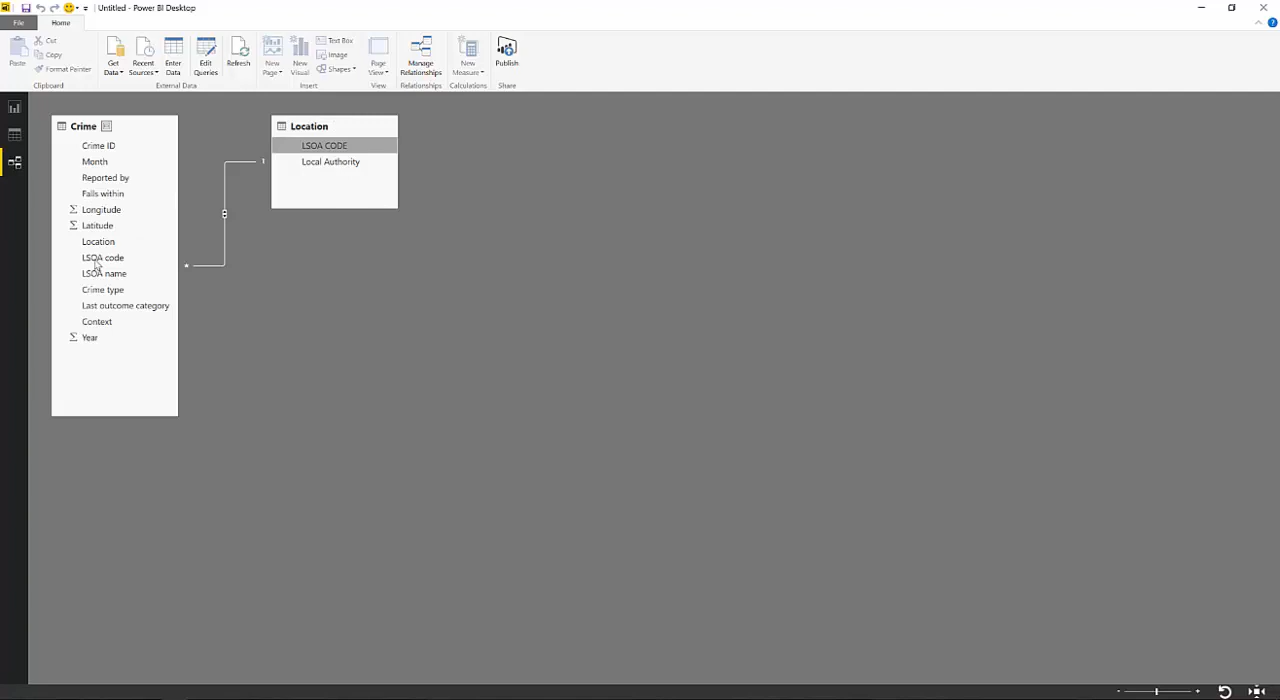 Untitled - Power BI Desktop
File Home
Paste
Cut
Copy
Format Painter
Clipboard
Get Data
Recent Sources
Enter Data
Edit Queries
External Data
Refresh
New Page
New Visual
Text Box
Image
Shapes
Insert
Page View
View
Manage Relationships
Relationships
New Measure
Calculations
Publish
Share
Crime
Crime ID
Month
Reported by
Falls within
Σ Longitude
Σ Latitude
Location
LSOA code
LSOA name
Crime type
Last outcome category
Context
Σ Year
*
1
Location
LSOA CODE
Local Authority